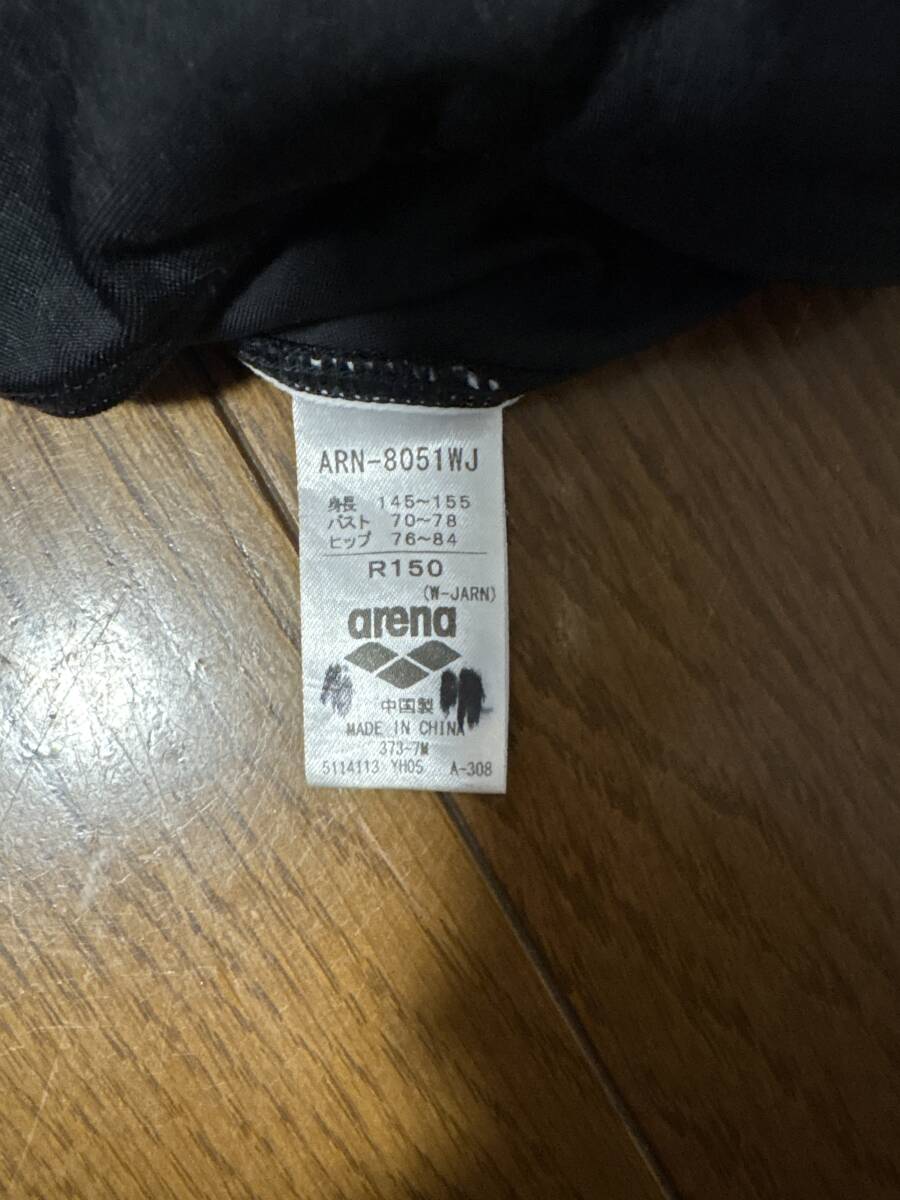 ARN-8051WJ
身長 145~155
バスト 70~78
ヒップ 76~84
R150
(W-JARN)
arena
中国製
MADE IN CHINA
373-7M
5114113 YH05 A-308